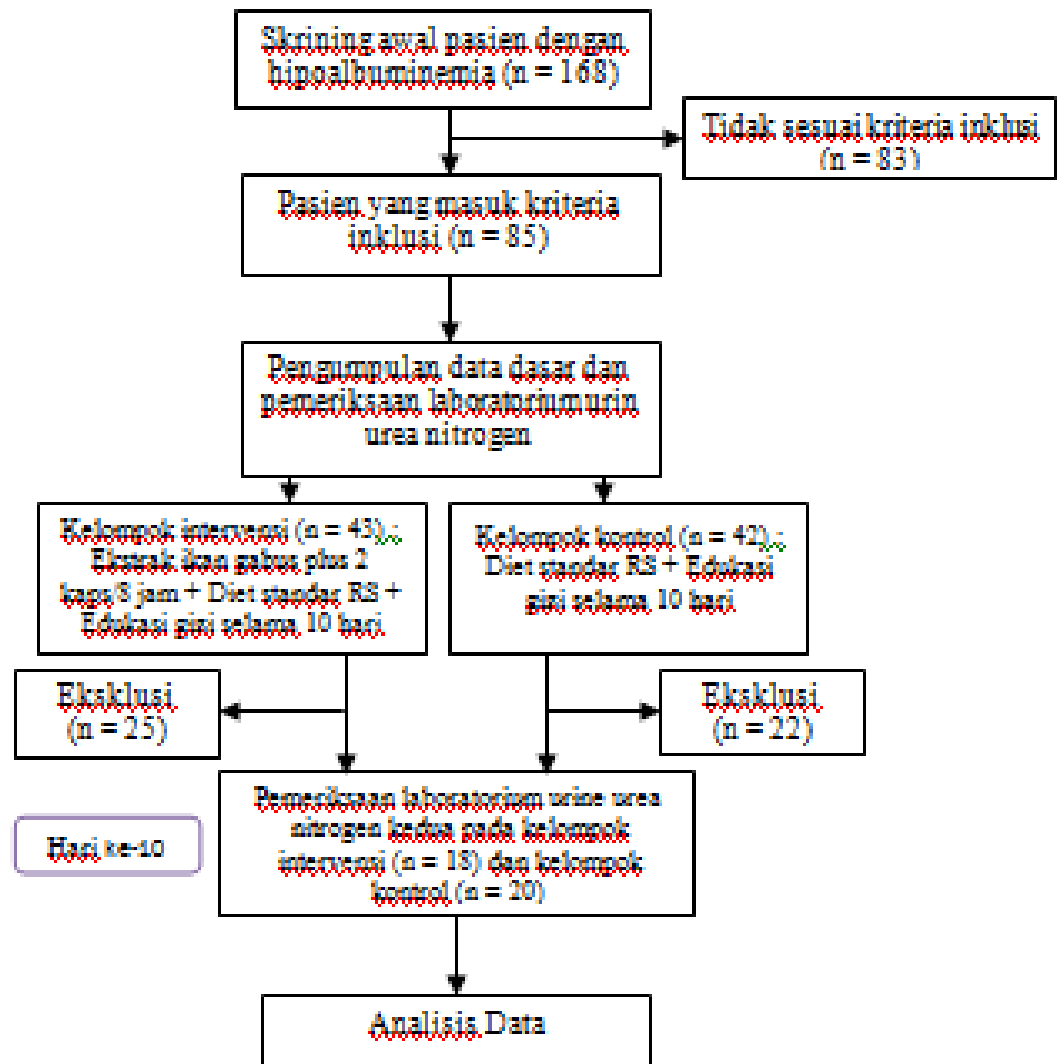 Skrining awal pasien dengan
hipoalbuminemia (n = 168)
Tidak sesuai kriteria inklusi
(n = 83)
Pasien yang masuk kriteria
inklusi (n = 85)
Pengumpulan data dasar dan
pemeriksaan laboratorium urin
urea nitrogen
Kelompok intervensi (n = 43) :
Ekstrak ikan gabus plus 2
kaps/8 jam + Diet standar RS +
Edukasi gizi selama 10 hari
Kelompok kontrol (n = 42) :
Diet standar RS + Edukasi
gizi selama 10 hari
Eksklusi
(n = 25)
Eksklusi
(n = 22)
Pemeriksaan laboratorium urine urea
nitrogen kedua pada kelompok
intervensi (n = 18) dan kelompok
kontrol (n = 20)
Hari ke-10
Analisis Data